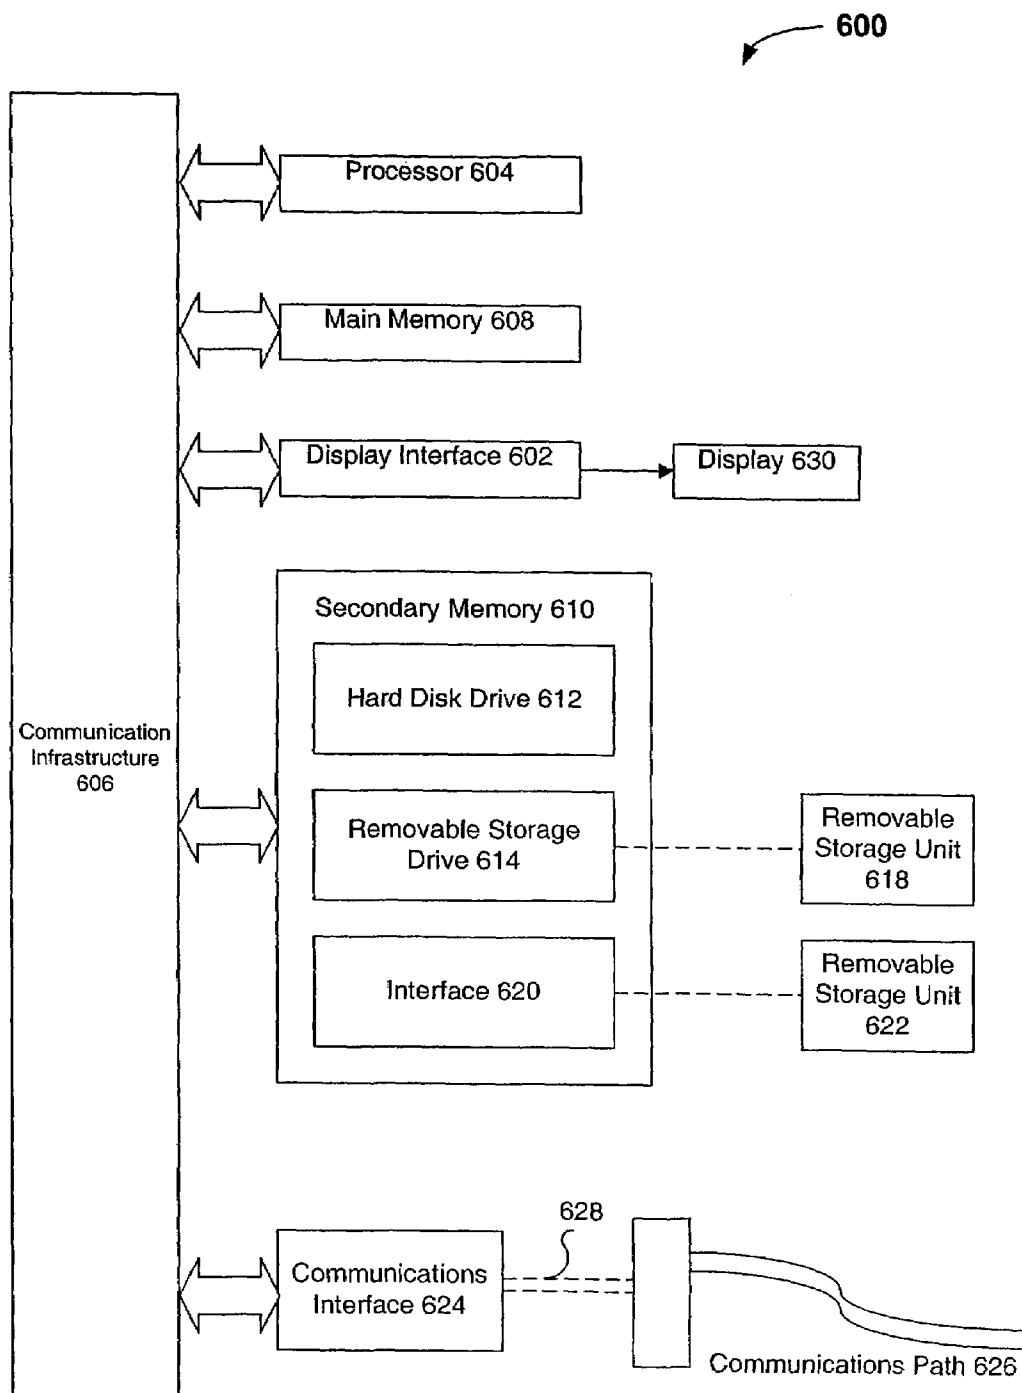 600
Processor 604
Main Memory 608
Display Interface 602
Display 630
Secondary Memory 610
Hard Disk Drive 612
Communication
Infrastructure
606
Removable Storage
Drive 614
Removable
Storage Unit
618
Interface 620
Removable
Storage Unit
622
628
Communications
Interface 624
Communications Path 626